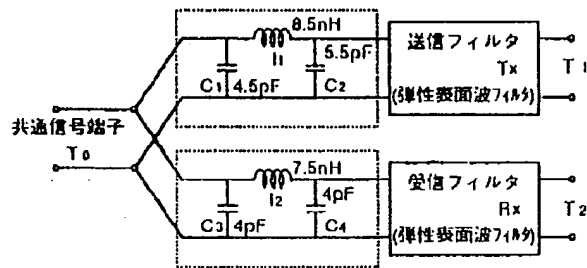 8.5nH
I1
5.5pF
C1
4.5pF
C2
送信フィルタ
Tx
(弾性表面波フィルタ)
T1
共通信号端子
T0
7.5nH
I2
4pF
C3
4pF
C4
受信フィルタ
Rx
(弾性表面波フィルタ)
T2